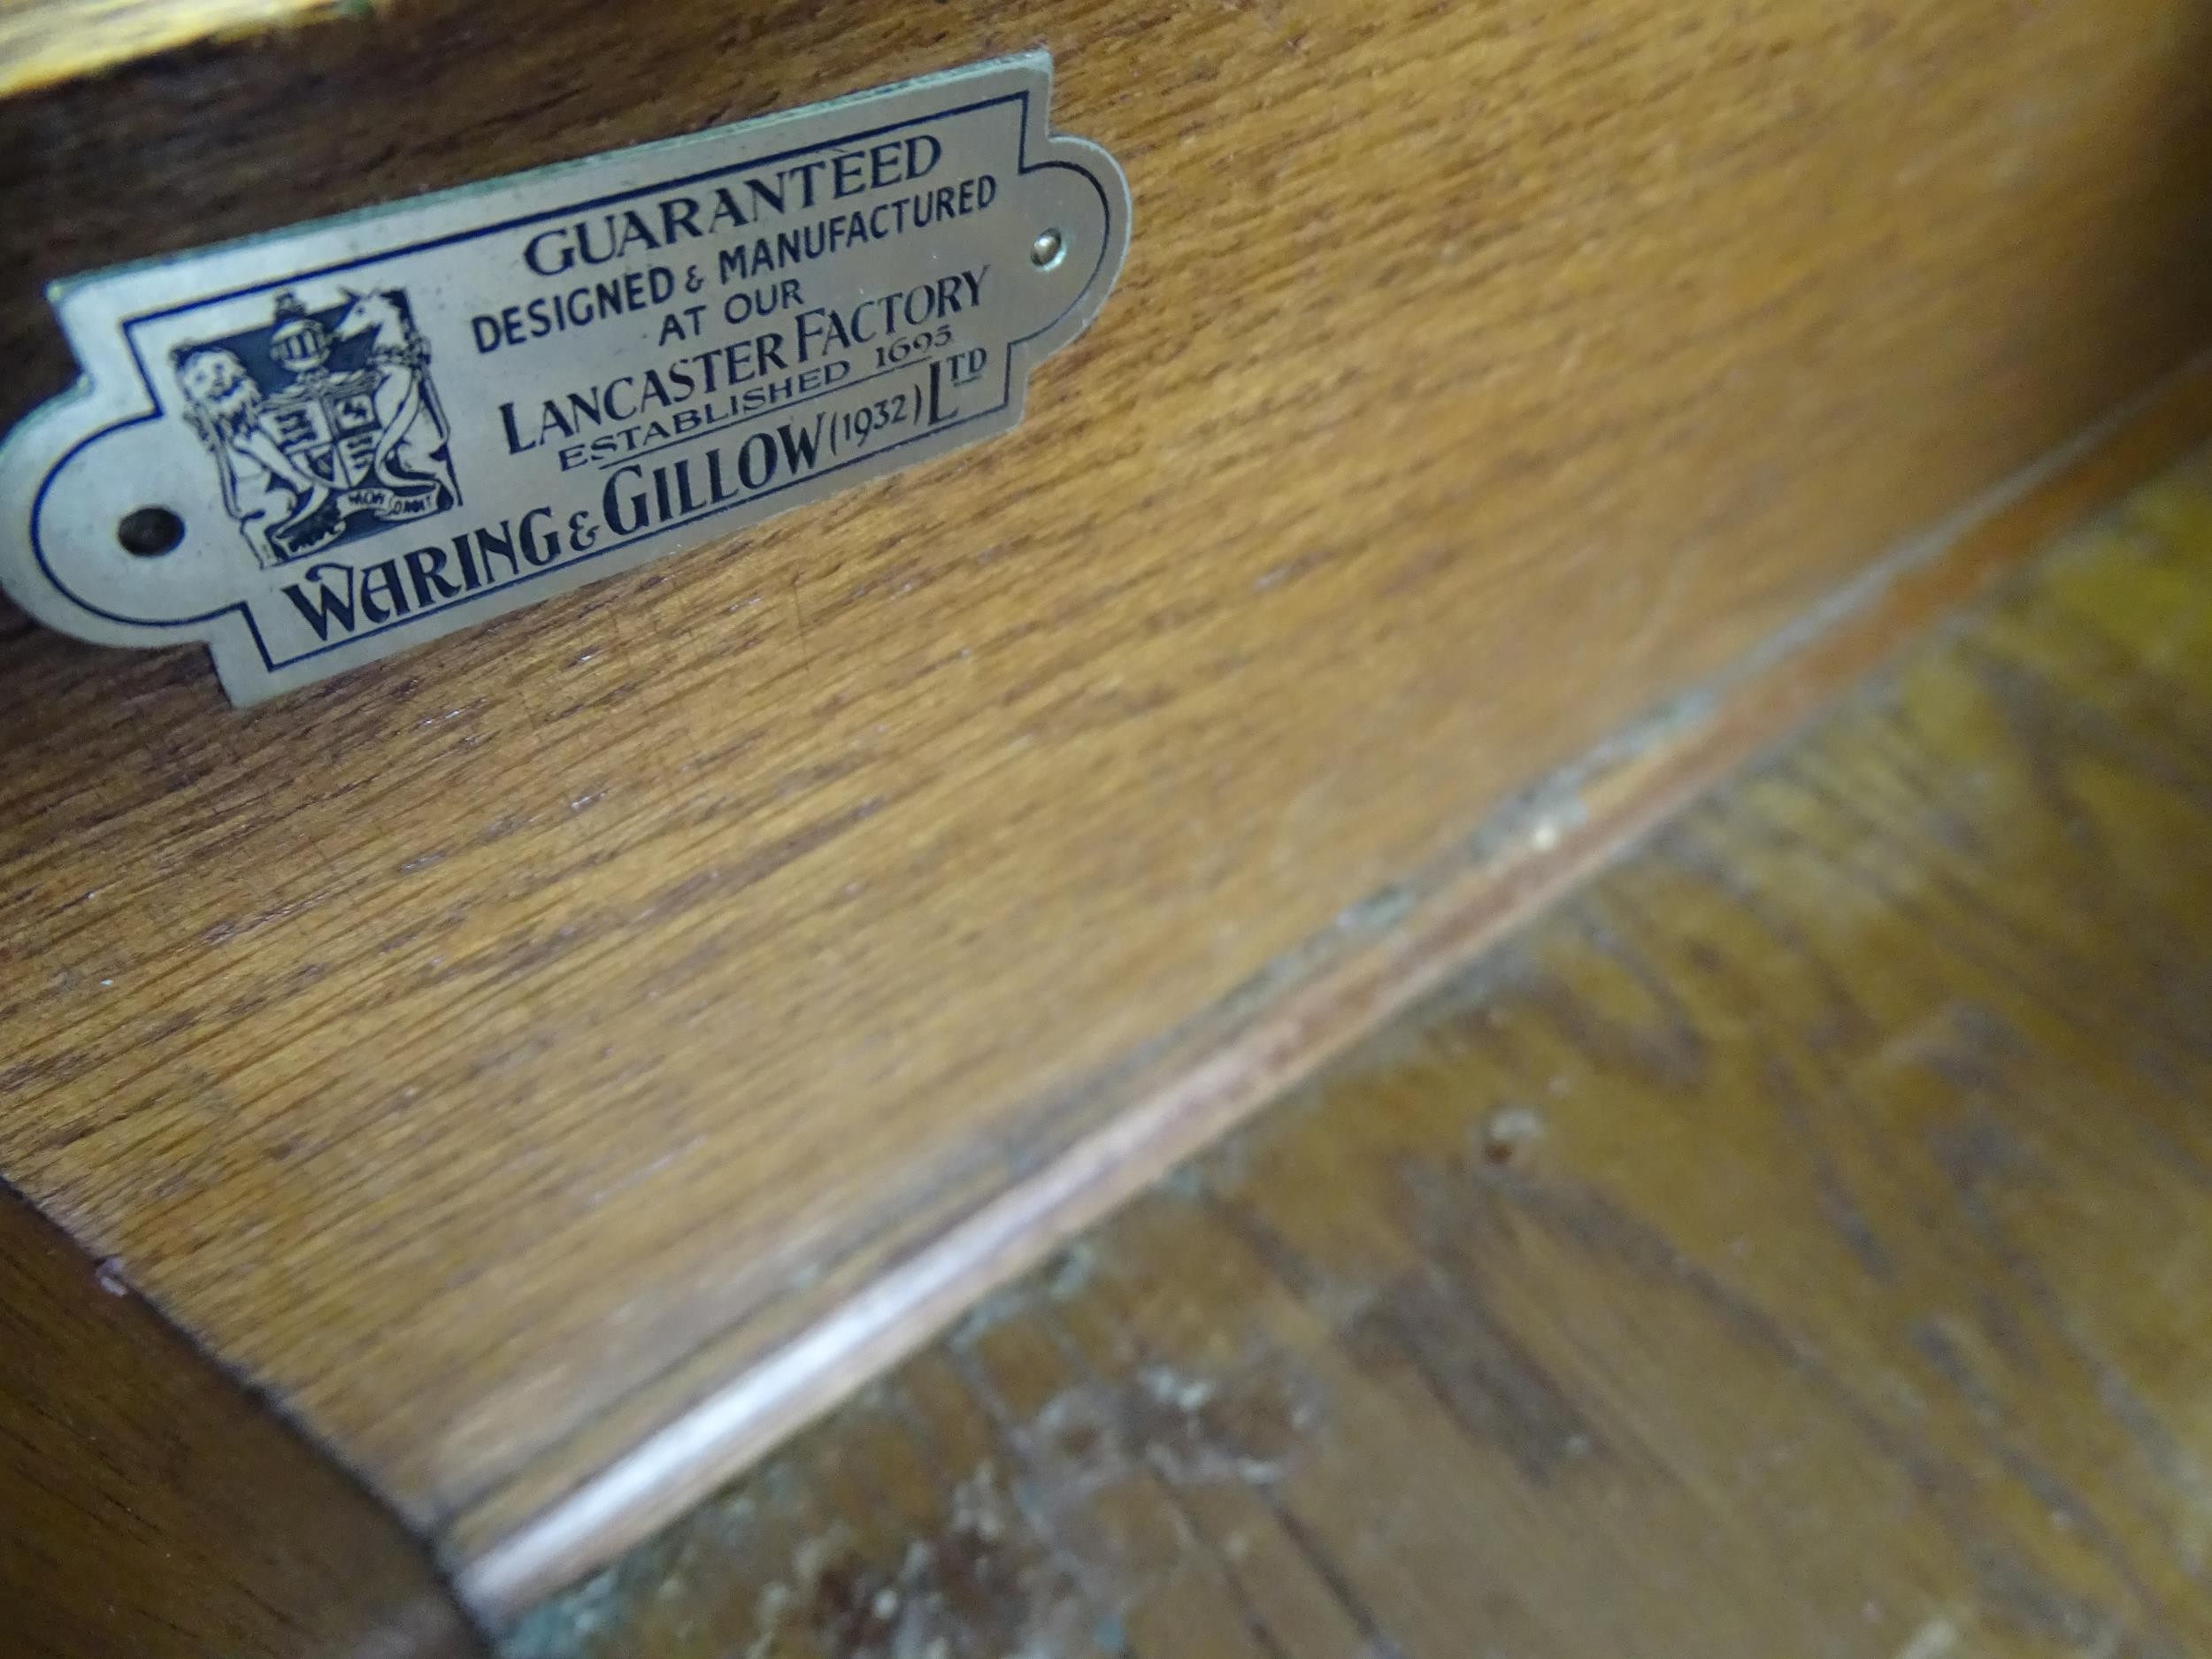 GUARANTEED
DESIGNED & MANUFACTURED
AT OUR
LANCASTER FACTORY
ESTABLISHED 1695
WARING & GILLOW (1932) LTD